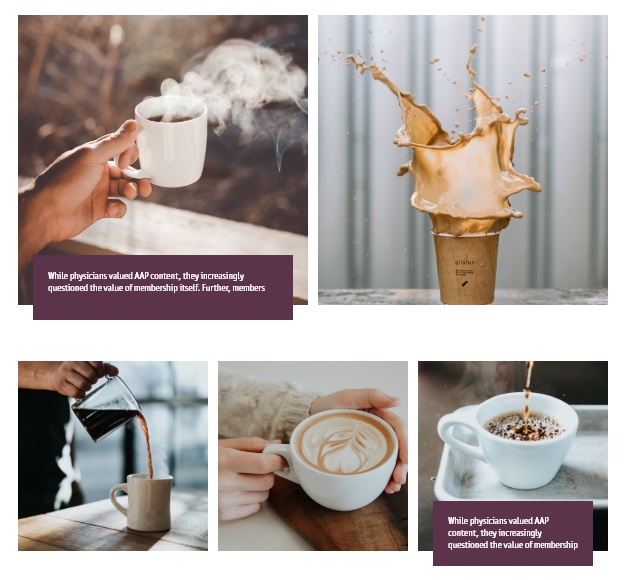 While physicians valued AAP content, they increasingly
questioned the value of membership itself. Further, members
While physicians valued AAP
content, they increasingly
questioned the value of membership